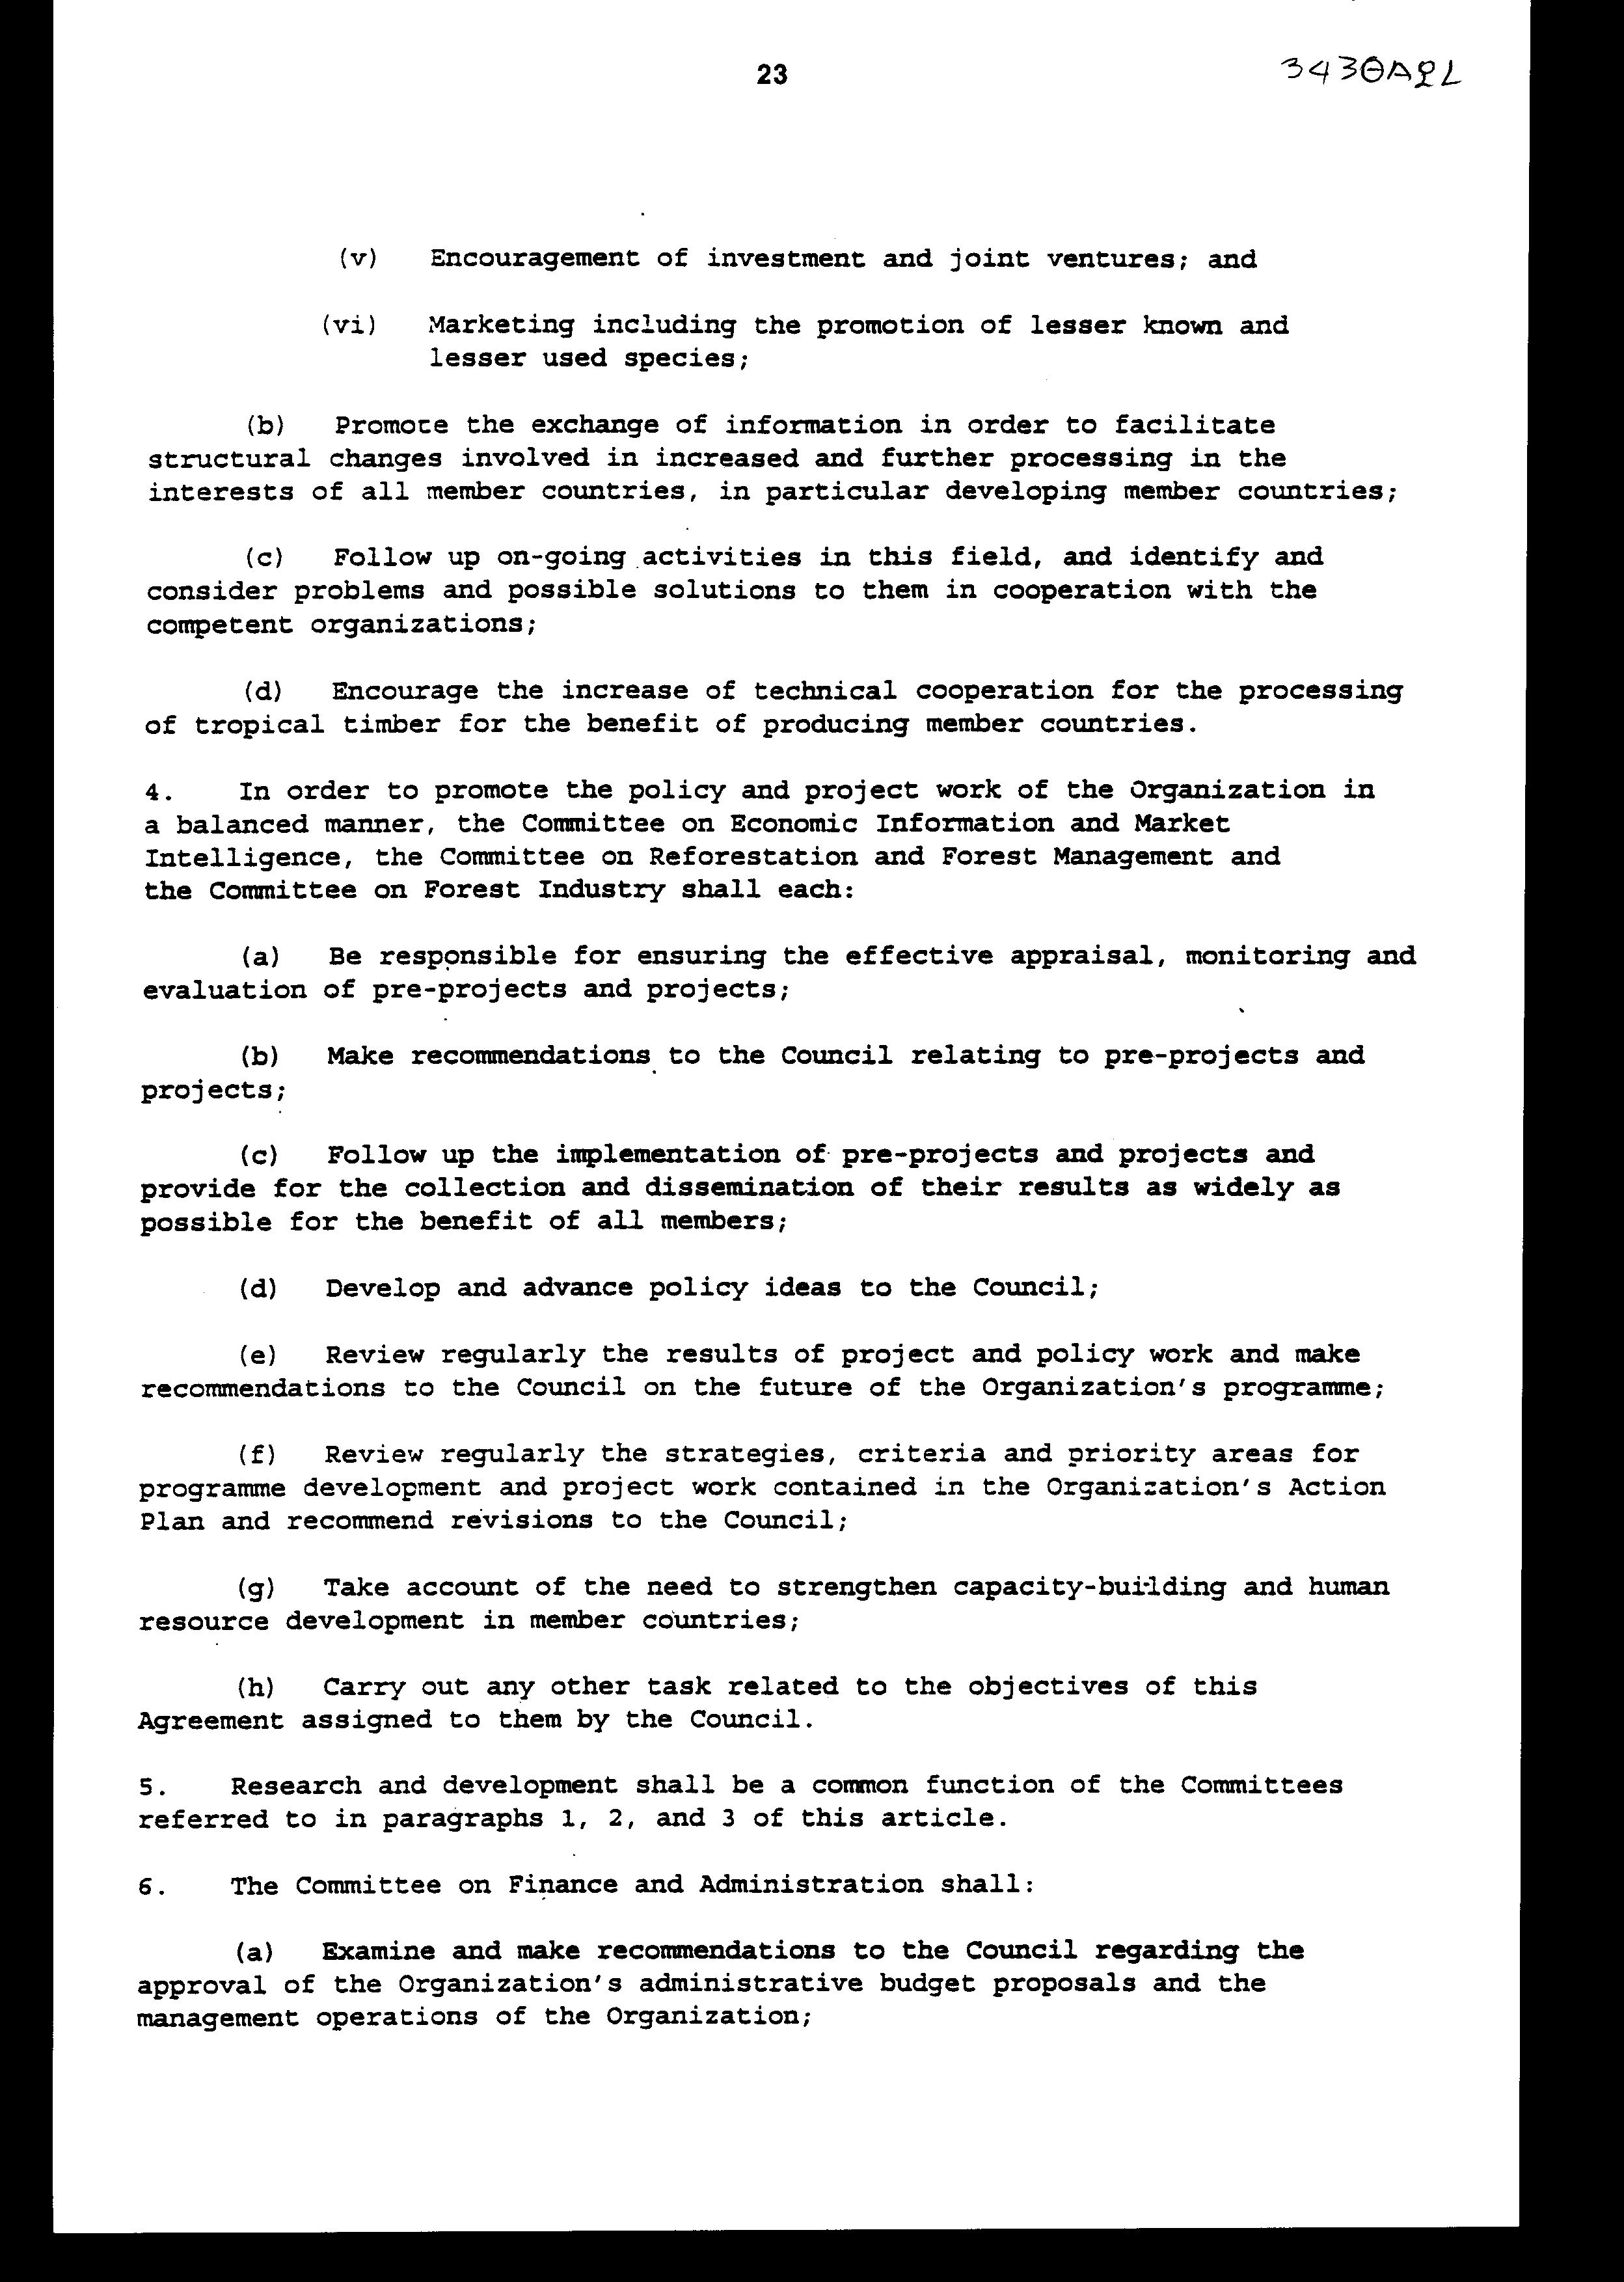 23
(v) Encouragement of investment and joint ventures; and
(vi) Marketing including the promotion of lesser known and
lesser used species;
(b) Promote the exchange of information in order to facilitate
structural changes involved in increased and further processing in the
interests of all member countries, in particular developing member countries;
(c) Follow up on-going activities in this field, and identify and
consider problems and possible solutions to them in cooperation with the
competent organizations;
(d) Encourage the increase of technical cooperation for the processing
of tropical timber for the benefit of producing member countries.
4. In order to promote the policy and project work of the Organization in
a balanced manner, the Committee on Economic Information and Market
Intelligence, the Committee on Reforestation and Forest Management and
the Committee on Forest Industry shall each:
(a) Be responsible for ensuring the effective appraisal, monitoring and
evaluation of pre-projects and projects;
(b) Make recommendations to the Council relating to pre-projects and
projects;
(c) Follow up the implementation of pre-projects and projects and
provide for the collection and dissemination of their results as widely as
possible for the benefit of all members;
(d) Develop and advance policy ideas to the Council;
(e) Review regularly the results of project and policy work and make
recommendations to the Council on the future of the Organization's programme;
(f) Review regularly the strategies, criteria and priority areas for
programme development and project work contained in the Organization's Action
Plan and recommend revisions to the Council;
(g) Take account of the need to strengthen capacity-building and human
resource development in member countries;
(h) Carry out any other task related to the objectives of this
Agreement assigned to them by the Council.
5. Research and development shall be a common function of the Committees
referred to in paragraphs 1, 2, and 3 of this article.
6. The Committee on Finance and Administration shall:
(a) Examine and make recommendations to the Council regarding the
approval of the Organization's administrative budget proposals and the
management operations of the Organization;